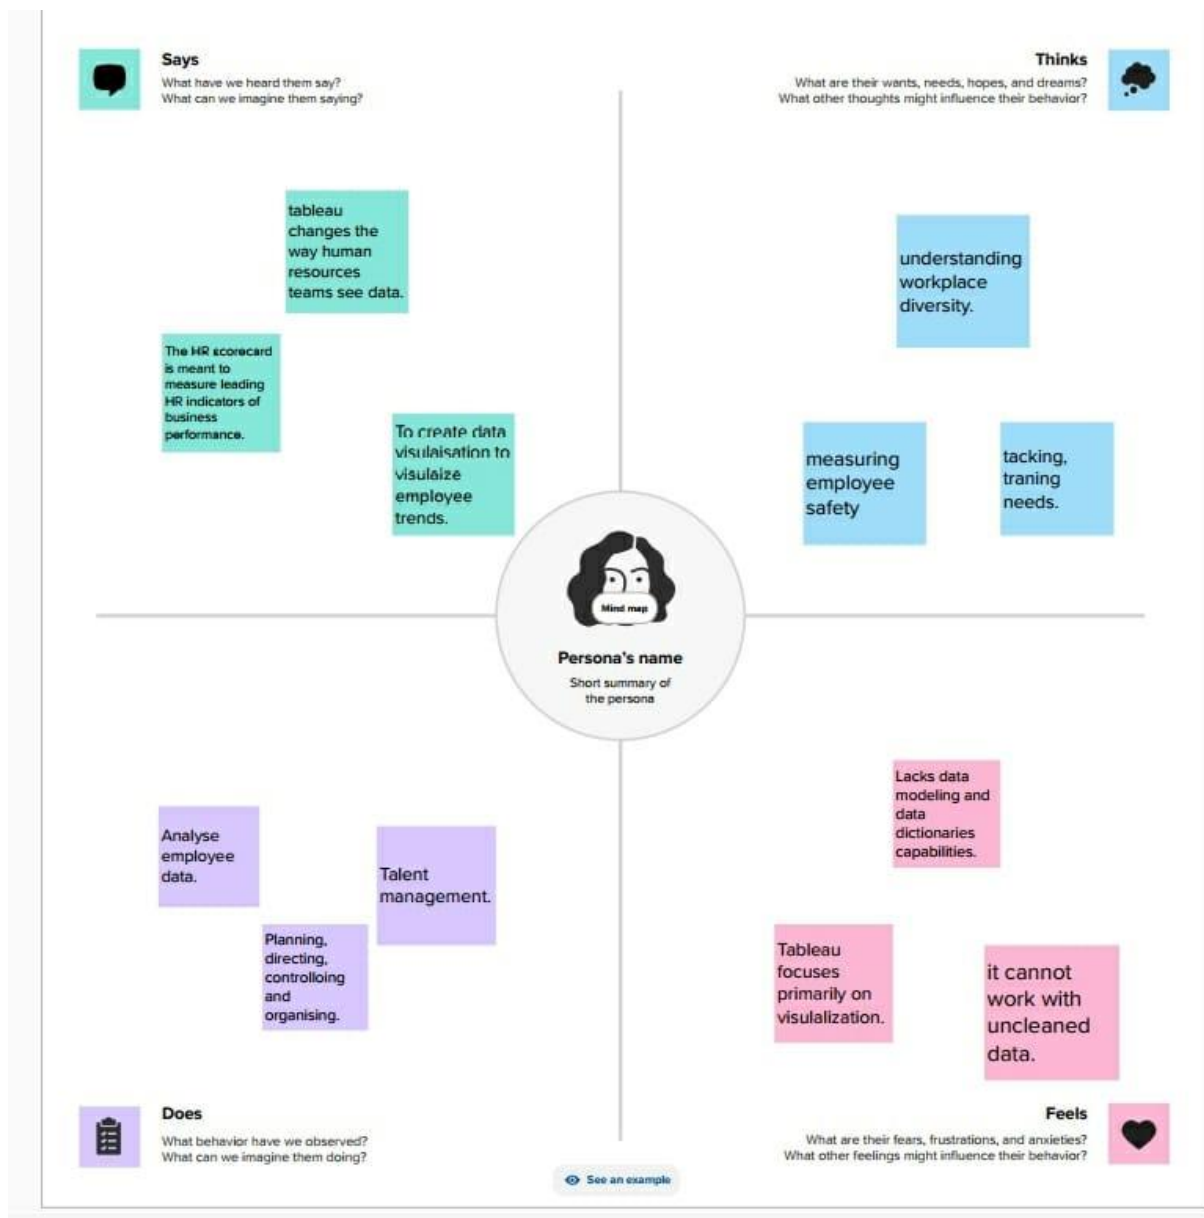 Says
What have we heard them say?
What can we imagine them saying?
Thinks
What are their wants, needs, hopes, and dreams?
What other thoughts might influence their behavior?
tableau
changes the
way human
resources
teams see data.
The HR scorecard
is meant to
measure leading
HR indicators of
business
performance.
To create data
visulaisation to
visulaize
employee
trends.
understanding
workplace
diversity.
measuring
employee
safety
tacking,
traning
needs.
Mind map
Persona's name
Short summary of
the persona
Analyse
employee
data.
Talent
management.
Planning,
directing,
controlloing
and
organising.
Lacks data
modeling and
data
dictionaries
capabilities.
Tableau
focuses
primarily on
visulalization.
it cannot
work with
uncleaned
data.
Does
What behavior have we observed?
What can we imagine them doing?
Feels
What are their fears, frustrations, and anxieties?
What other feelings might influence their behavior?
See an example